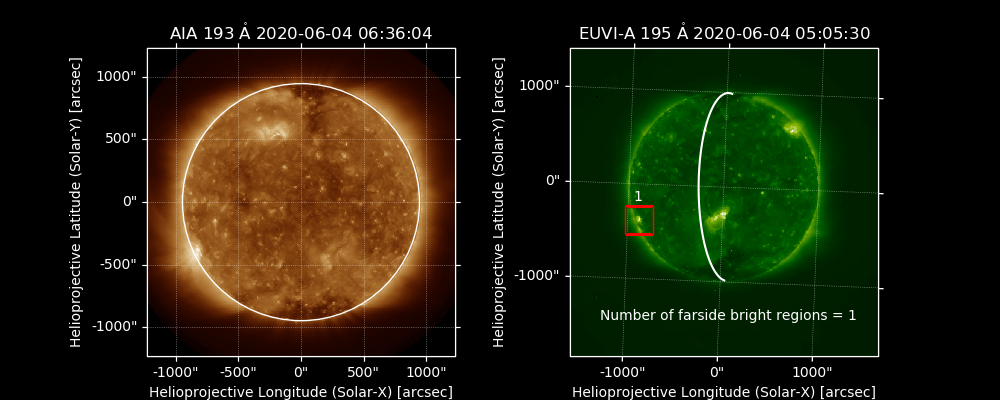 AIA 193 Å 2020-06-04 06:36:04
Helioprojective Latitude (Solar-Y) [arcsec]
1000"
500"
0"
-500"
-1000"
-1000"
-500"
0"
500"
1000"
Helioprojective Longitude (Solar-X) [arcsec]
EUVI-A 195 Å 2020-06-04 05:05:30
Helioprojective Latitude (Solar-Y) [arcsec]
1000"
0"
-1000"
1
Number of farside bright regions = 1
-1000"
0"
1000"
Helioprojective Longitude (Solar-X) [arcsec]